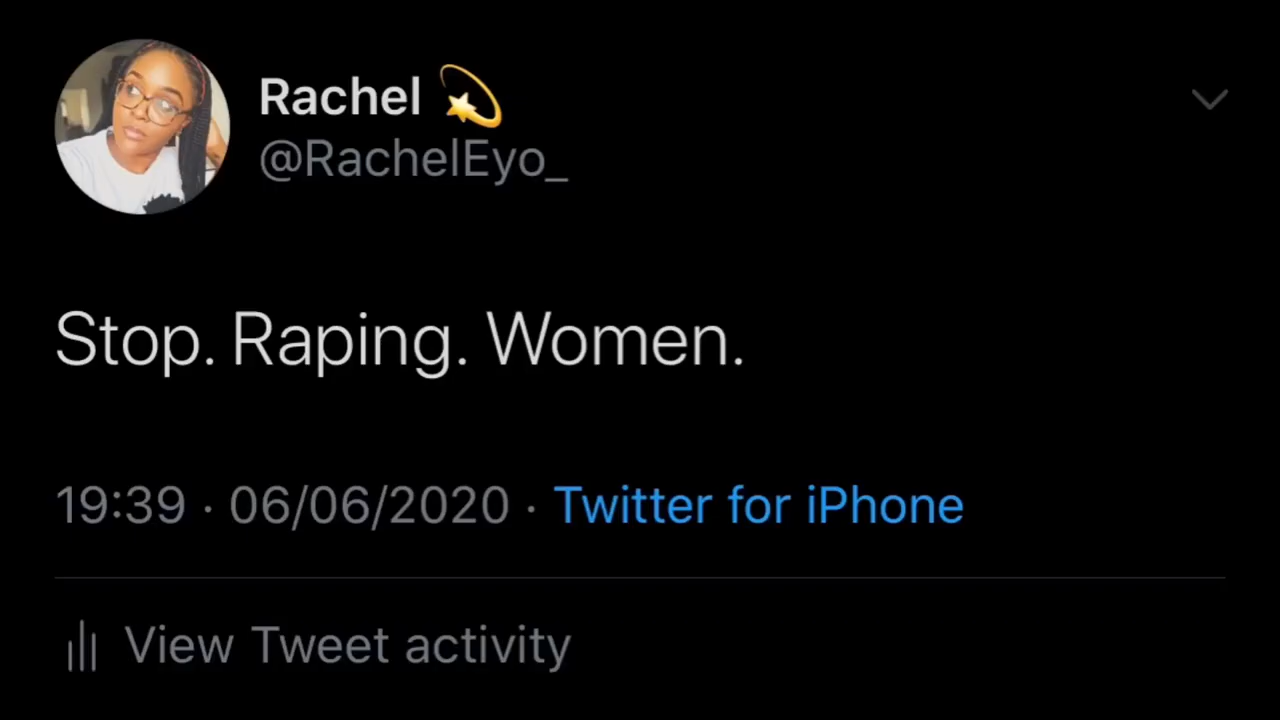 Rachel 💫
@RachelEyo_
Stop. Raping. Women.
19:39 · 06/06/2020 · Twitter for iPhone
View Tweet activity